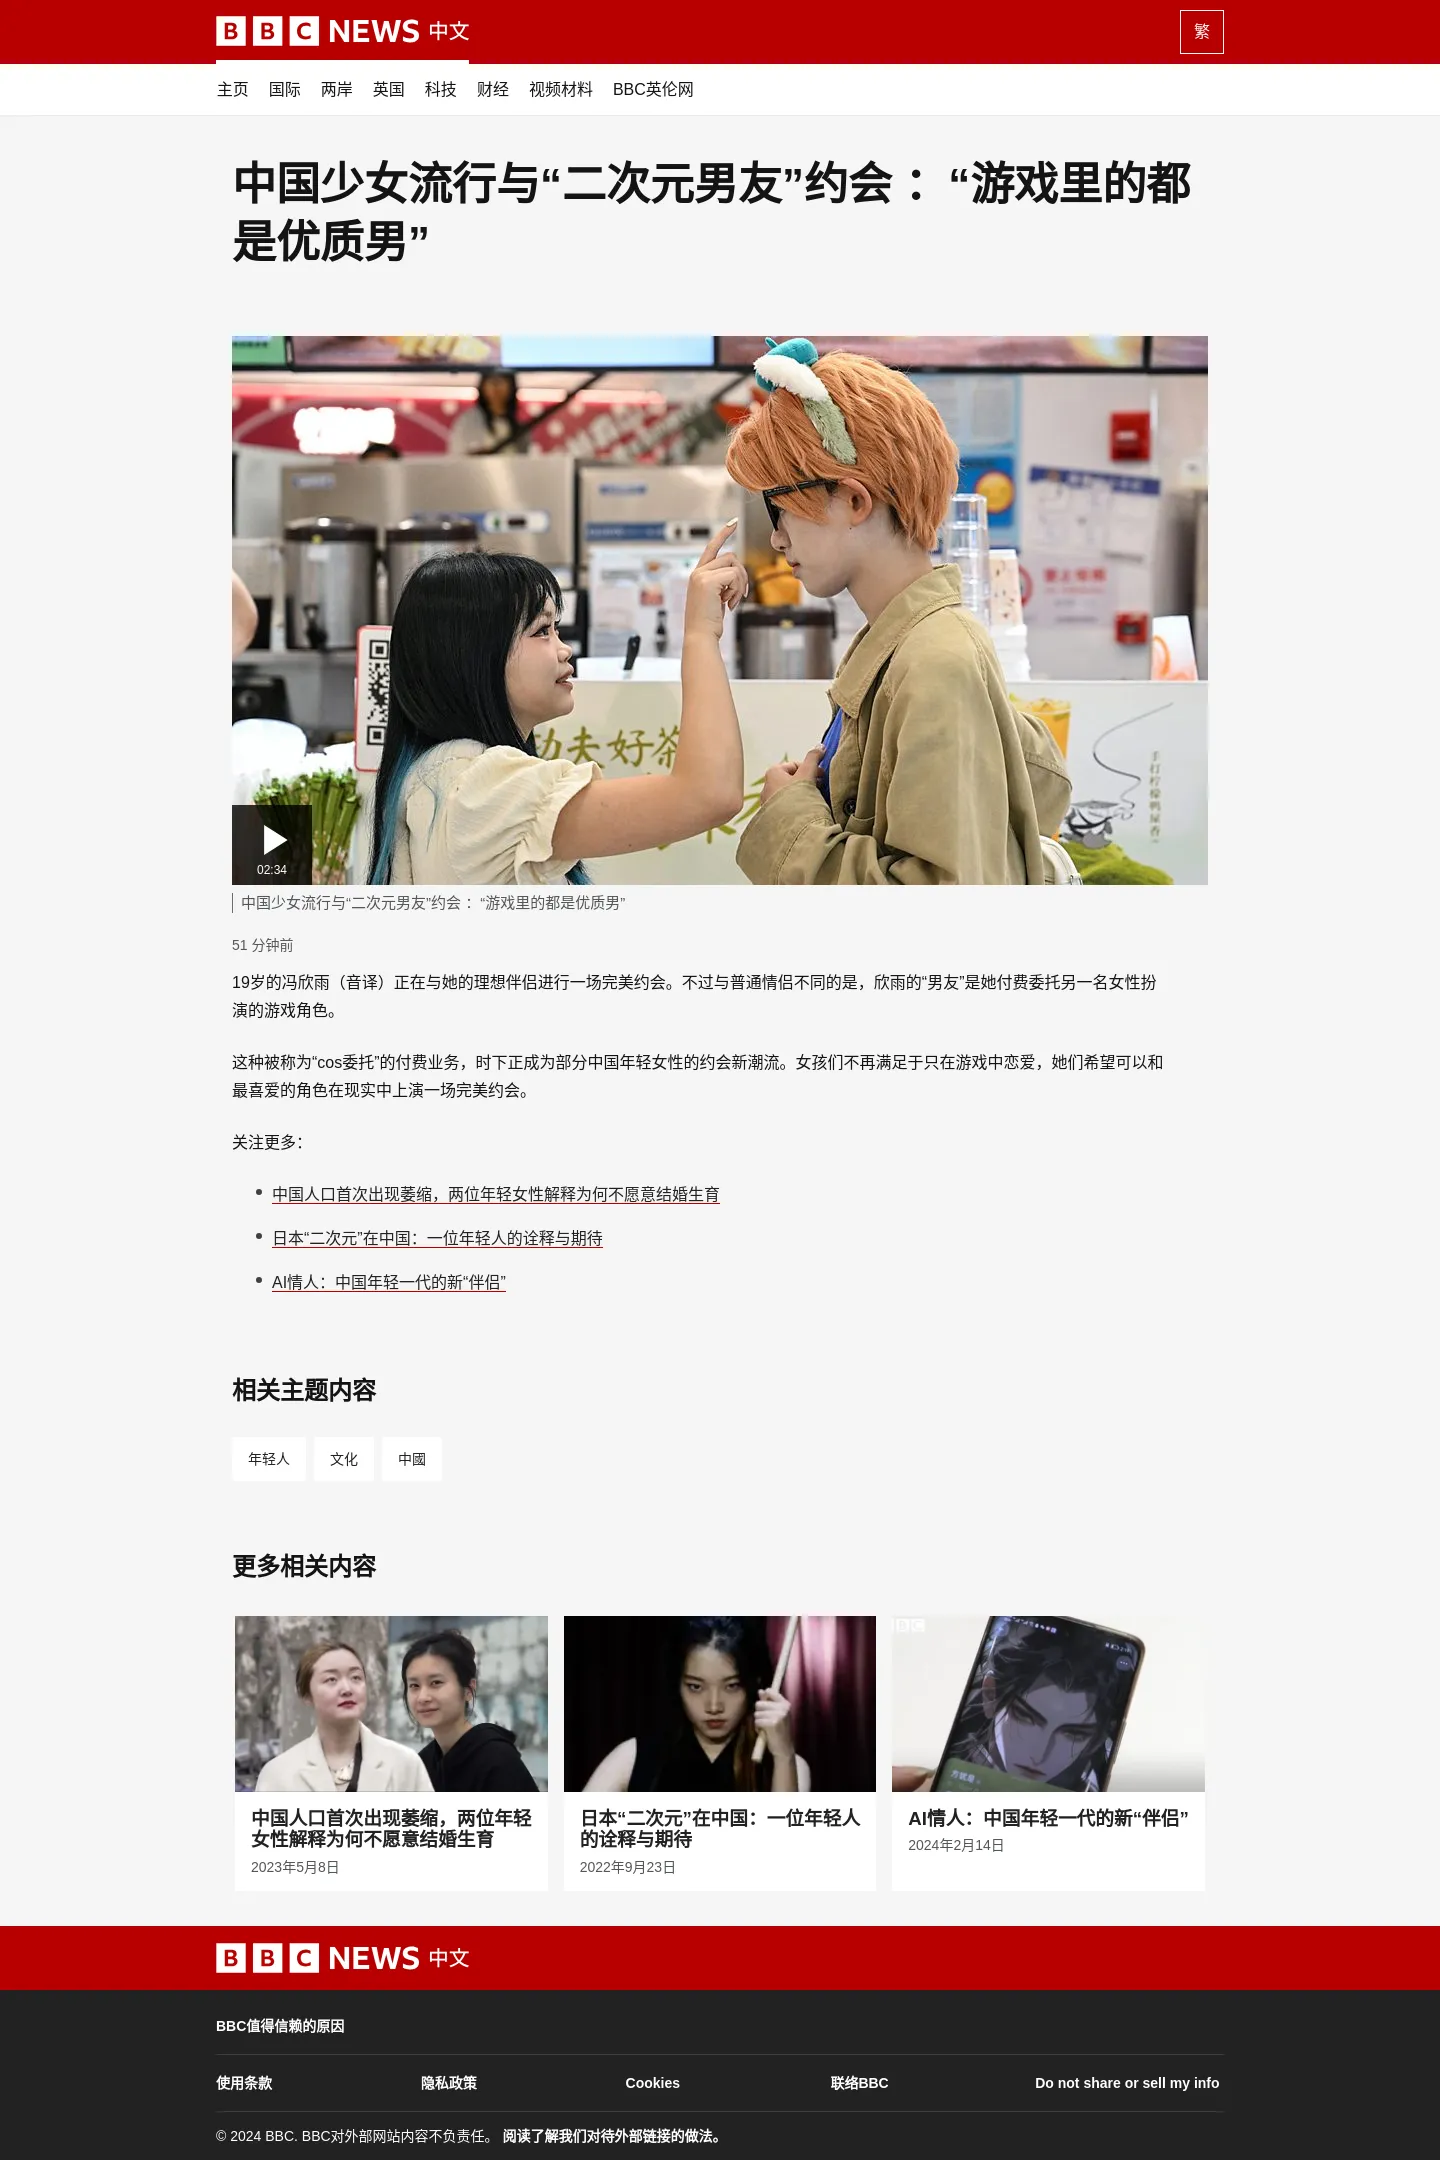 BBC NEWS 中文
繁
主页 国际 两岸 英国 科技 财经 视频材料 BBC英伦网
中国少女流行与“二次元男友”约会 ： “游戏里的都
是优质男”
功夫好茶
手打柠檬鸭屎香
02:34
中国少女流行与“二次元男友”约会 ： “游戏里的都是优质男”
51 分钟前
19岁的冯欣雨（音译）正在与她的理想伴侣进行一场完美约会。不过与普通情侣不同的是，欣雨的“男友”是她付费委托另一名女性扮
演的游戏角色。
这种被称为“cos委托”的付费业务，时下正成为部分中国年轻女性的约会新潮流。女孩们不再满足于只在游戏中恋爱，她们希望可以和
最喜爱的角色在现实中上演一场完美约会。
关注更多：
中国人口首次出现萎缩，两位年轻女性解释为何不愿意结婚生育
日本“二次元”在中国：一位年轻人的诠释与期待
AI情人：中国年轻一代的新“伴侣”
相关主题内容
年轻人 文化 中國
更多相关内容
BBC
中国人口首次出现萎缩，两位年轻
女性解释为何不愿意结婚生育
2023年5月8日
日本“二次元”在中国：一位年轻人
的诠释与期待
2022年9月23日
AI情人：中国年轻一代的新“伴侣”
2024年2月14日
BBC NEWS 中文
BBC值得信赖的原因
使用条款 隐私政策 Cookies 联络BBC Do not share or sell my info
© 2024 BBC. BBC对外部网站内容不负责任。 阅读了解我们对待外部链接的做法。